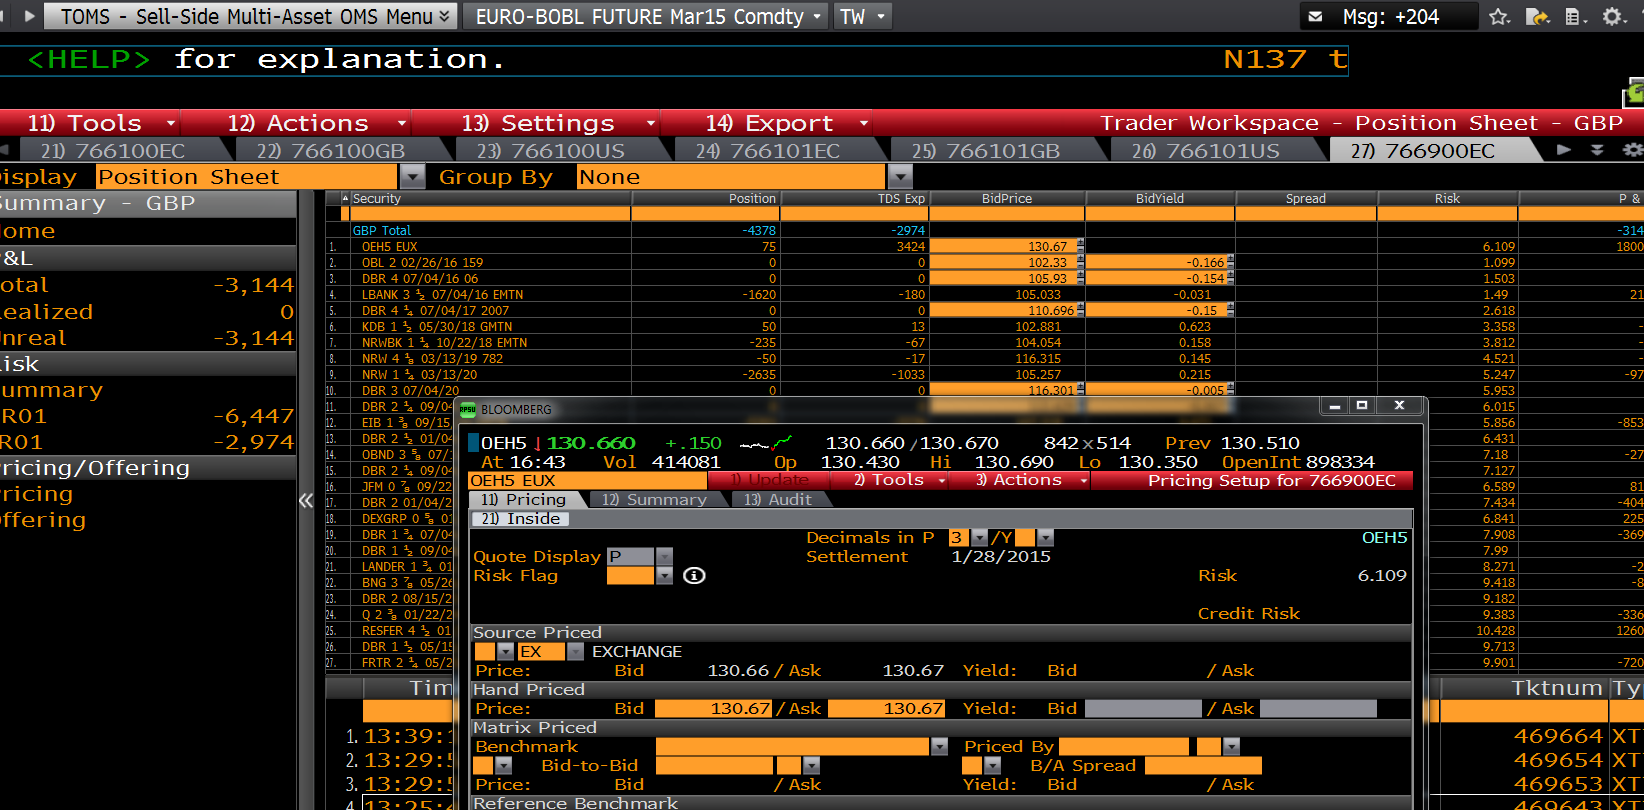 TOMS - Sell-Side Multi-Asset OMS Menu EURO-BOBL FUTURE Mar15 Comdty TW Msg: +204
<HELP> for explanation. N137 t
11) Tools 12) Actions 13) Settings 14) Export Trader Workspace - Position Sheet - GBP
21) 766100EC 22) 766100GB 23) 766100US 24) 766101EC 25) 766101GB 26) 766101US 27) 766900EC
isplay Position Sheet Group By None
ummary - GBP Security Position TDS Exp BidPrice BidYield Spread Risk P &
GBP Total -4378 -2974 -314
ome
1. OEH5 EUX 75 3424 130.67 6.109 1800
&L
2. OBL 2 02/26/16 159 0 0 102.33 -0.166 1.099
otal -3,144
3. DBR 4 07/04/16 06 0 0 105.93 -0.154 1.503
4. LBANK 3 ½ 07/04/16 EMTN -1620 -180 105.033 -0.031 1.49 21
ealized 0
5. DBR 4 ¼ 07/04/17 2007 0 0 110.696 -0.15 2.618
6. KDB 1 ½ 05/30/18 GMTN 50 13 102.881 0.623 3.358
nreal -3,144
7. NRWBK 1 ¼ 10/22/18 EMTN -235 -67 104.054 0.158 3.812
isk
8. NRW 4 ⅛ 03/13/19 782 -50 -17 116.315 0.145 4.521
9. NRW 1 ¼ 03/13/20 -2635 -1033 105.257 0.215 5.247 -97
ummary
10. DBR 3 07/04/20 0 0 116.301 -0.005 5.953
11. DBR 2 ¼ 09/04 6.015
R01 -6,447
12. EIB 1 ⅜ 09/15 5.856 -853
13. DBR 2 ½ 01/04 6.431
R01 -2,974
14. OBND 3 ⅝ 07/1 7.18 -27
ricing/Offering
15. DBR 2 ½ 09/04 7.127
16. JFM 0 ⅞ 09/22 6.589 81
ricing
17. DBR 2 01/04/2 7.434 -404
18. DEXGRP 0 ⅝ 01 6.841 225
ffering
19. DBR 1 ¾ 07/04 7.908 -369
20. DBR 1 ½ 09/04 7.99
21. LANDER 1 ¾ 01 8.271 -2
22. BNG 3 ⅞ 05/26 9.418 -8
23. DBR 2 08/15/2 9.182
24. Q 2 ⅜ 01/22/2 9.383 -336
25. RESFER 4 ½ 01 10.428 1260
26. DBR 1 ½ 05/15 9.713
27. FRTR 2 ¼ 05/2 9.901 -720
Tim Tktnum Ty
1. 13:39:1 469664 XT
2. 13:29:5 469654 XT
3. 13:29:5 469653 XT
4. 13:25:4 469643 XT
RPSU BLOOMBERG
OEH5 ↓130.660 +.150 130.660/130.670 842x514 Prev 130.510
At 16:43 Vol 414081 Op 130.430 Hi 130.690 Lo 130.350 OpenInt 898334
OEH5 EUX 1) Update 2) Tools 3) Actions Pricing Setup for 766900EC
11) Pricing 12) Summary 13) Audit
21) Inside
Decimals in P 3 /Y OEH5
Quote Display P Settlement 1/28/2015
Risk Flag Risk 6.109
Credit Risk
Source Priced
EX EXCHANGE
Price: Bid 130.66 / Ask 130.67 Yield: Bid / Ask
Hand Priced
Price: Bid 130.67 / Ask 130.67 Yield: Bid / Ask
Matrix Priced
Benchmark Priced By
Bid-to-Bid B/A Spread
Price: Bid / Ask Yield: Bid / Ask
Reference Benchmark